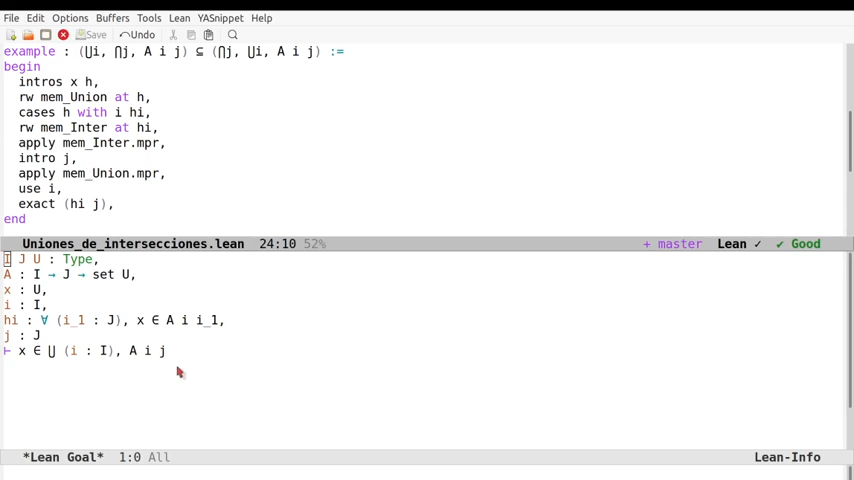 File Edit Options Buffers Tools Lean YASnippet Help
Save Undo
example : (⋃i, ⋂j, A i j) ⊆ (⋂j, ⋃i, A i j) :=
begin
  intros x h,
  rw mem_Union at h,
  cases h with i hi,
  rw mem_Inter at hi,
  apply mem_Inter.mpr,
  intro j,
  apply mem_Union.mpr,
  use i,
  exact (hi j),
end
Uniones_de_intersecciones.lean 24:10 52% + master Lean ✓ ✔ Good
I J U : Type,
A : I → J → set U,
x : U,
i : I,
hi : ∀ (i_1 : J), x ∈ A i i_1,
j : J
⊢ x ∈ ⋃ (i : I), A i j
*Lean Goal* 1:0 All Lean-Info